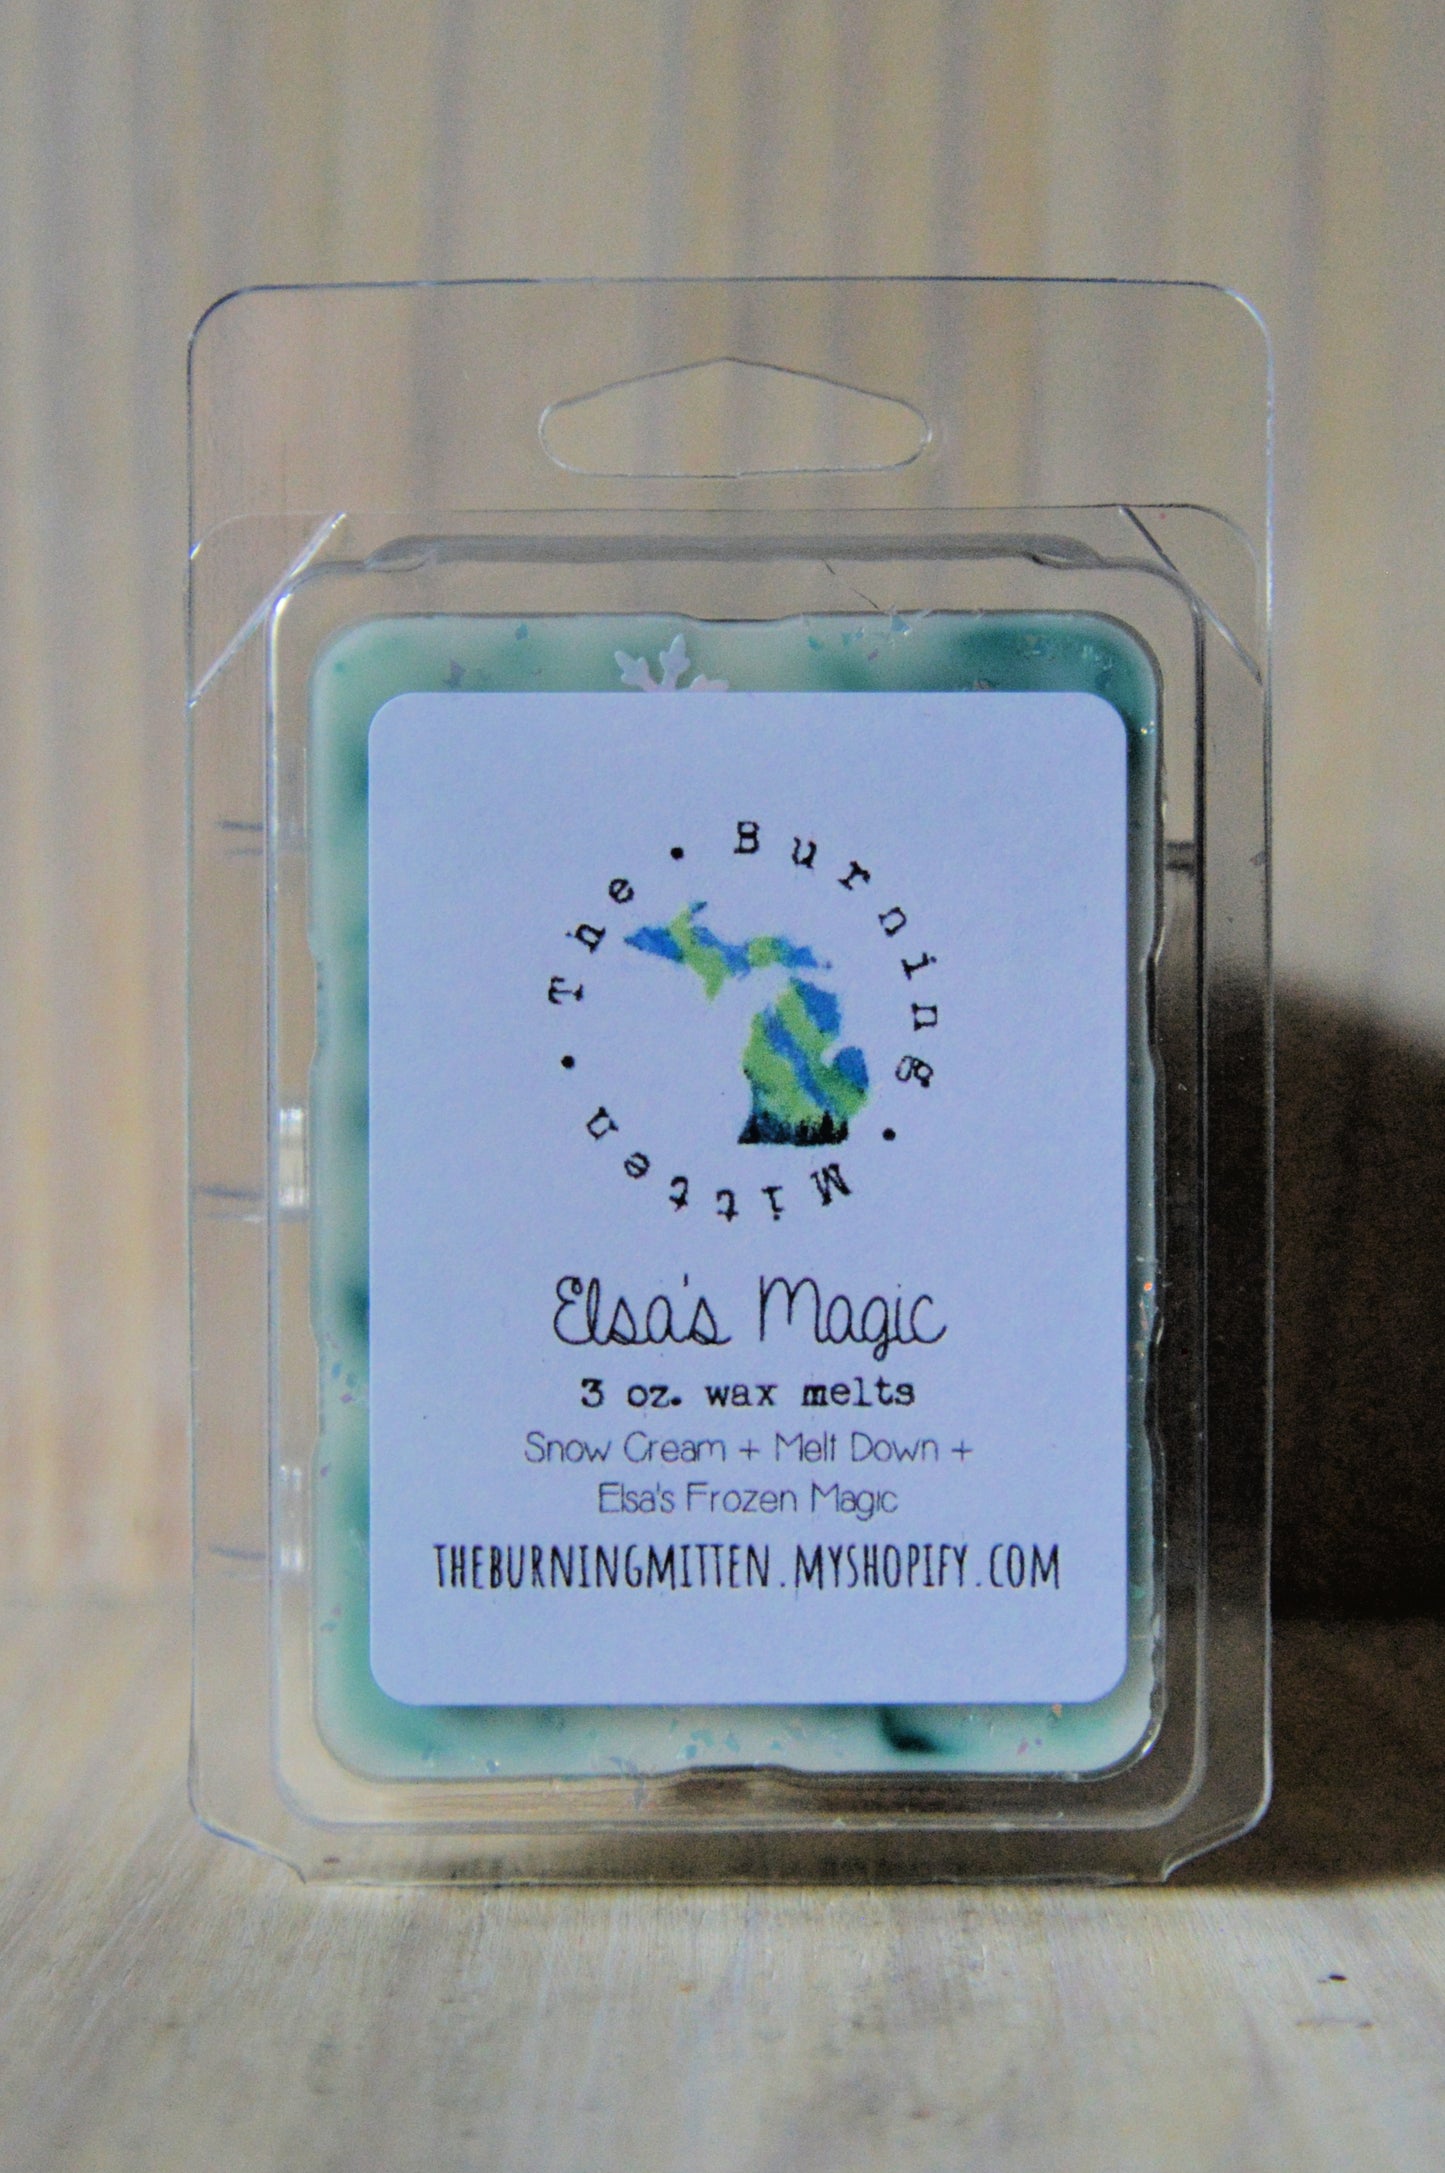 • The • Burning • Mitten
Elsa's Magic
3 oz. wax melts
Snow Cream + Melt Down +
Elsa's Frozen Magic
THEBURNINGMITTEN.MYSHOPIFY.COM